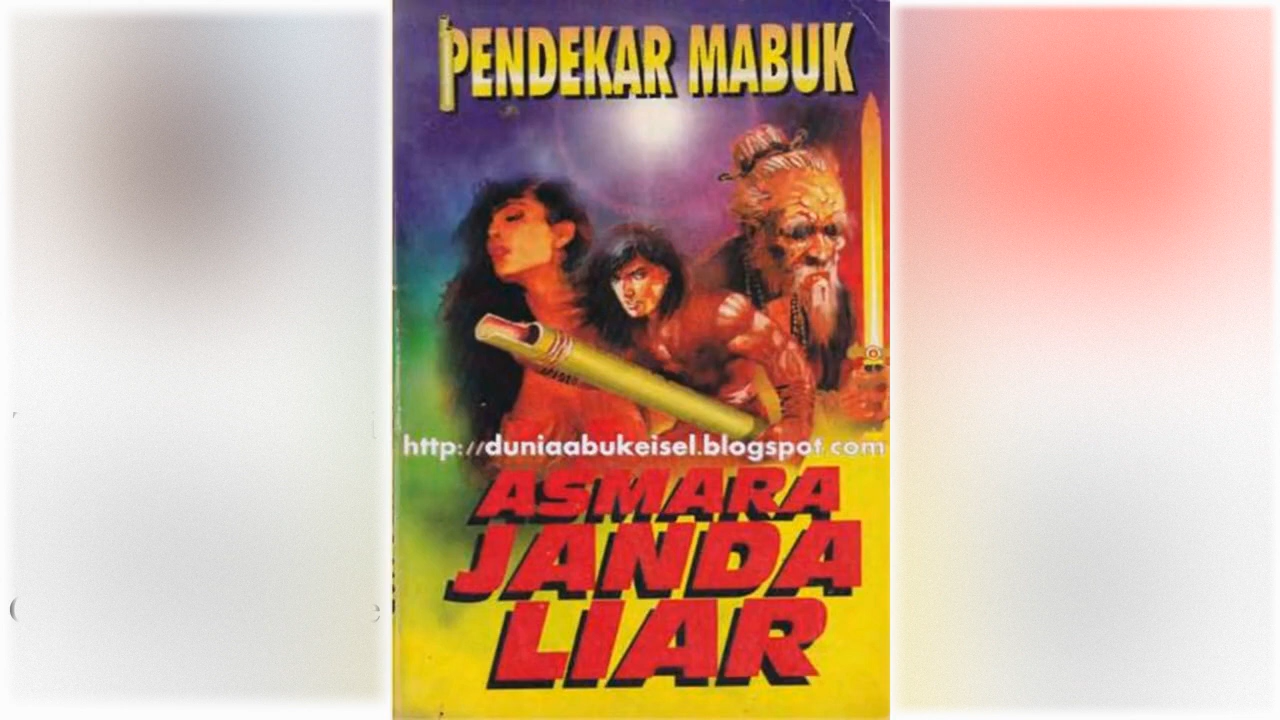 PENDEKAR MABUK
http://duniaabukeisel.blogspot.com
ASMARA
JANDA
LIAR